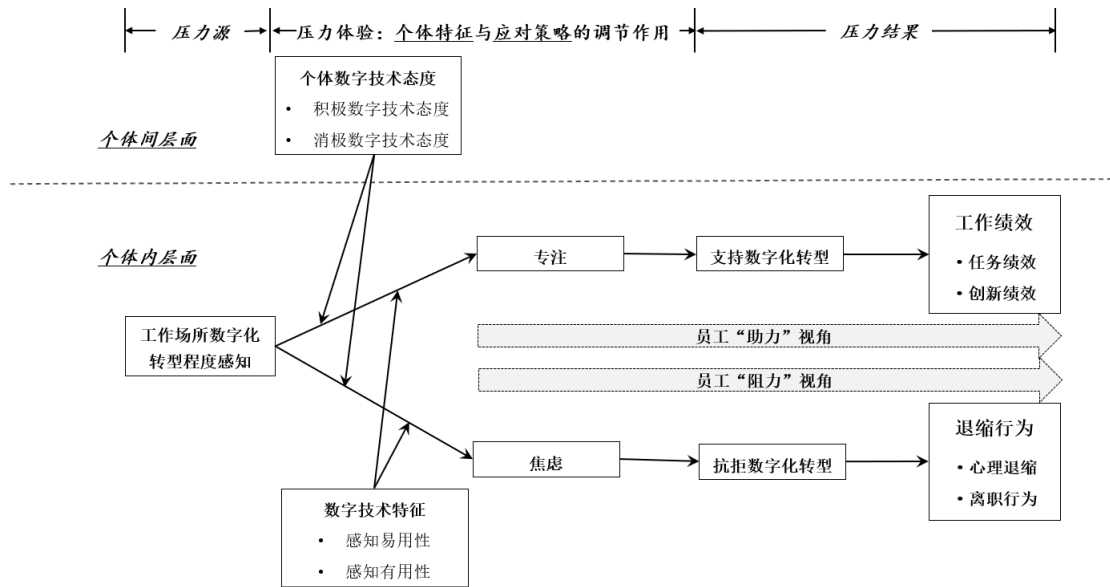 压力源
压力体验：个体特征与应对策略的调节作用
压力结果
个体数字技术态度
• 积极数字技术态度
• 消极数字技术态度
个体间层面
个体内层面
工作场所数字化
转型程度感知
专注
支持数字化转型
工作绩效
•任务绩效
•创新绩效
员工“助力”视角
员工“阻力”视角
焦虑
抗拒数字化转型
退缩行为
•心理退缩
•离职行为
数字技术特征
• 感知易用性
• 感知有用性